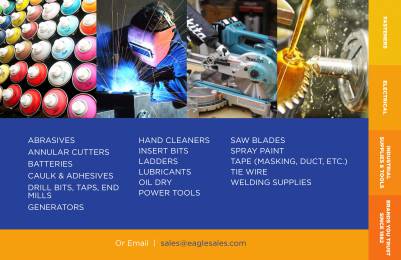 ABRASIVES
ANNULAR CUTTERS
BATTERIES
CAULK & ADHESIVES
DRILL BITS, TAPS, END
MILLS
GENERATORS
HAND CLEANERS
INSERT BITS
LADDERS
LUBRICANTS
OIL DRY
POWER TOOLS
SAW BLADES
SPRAY PAINT
TAPE (MASKING, DUCT, ETC.)
TIE WIRE
WELDING SUPPLIES
Or Email | sales@eaglesales.com
FASTENERS
ELECTRICAL
INDUSTRIAL
SUPPLIES & TOOLS
BRANDS YOU TRUST
SINCE 1982
makita